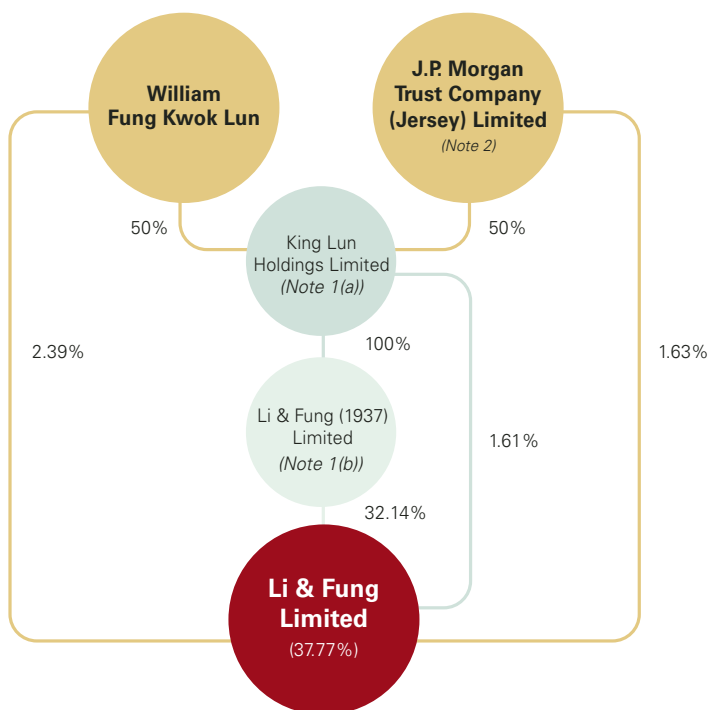 William
Fung Kwok Lun
J.P. Morgan
Trust Company
(Jersey) Limited
(Note 2)
50%
50%
King Lun
Holdings Limited
(Note 1(a))
2.39%
100%
1.63%
Li & Fung (1937)
Limited
(Note 1(b))
1.61%
32.14%
Li & Fung
Limited
(37.77%)